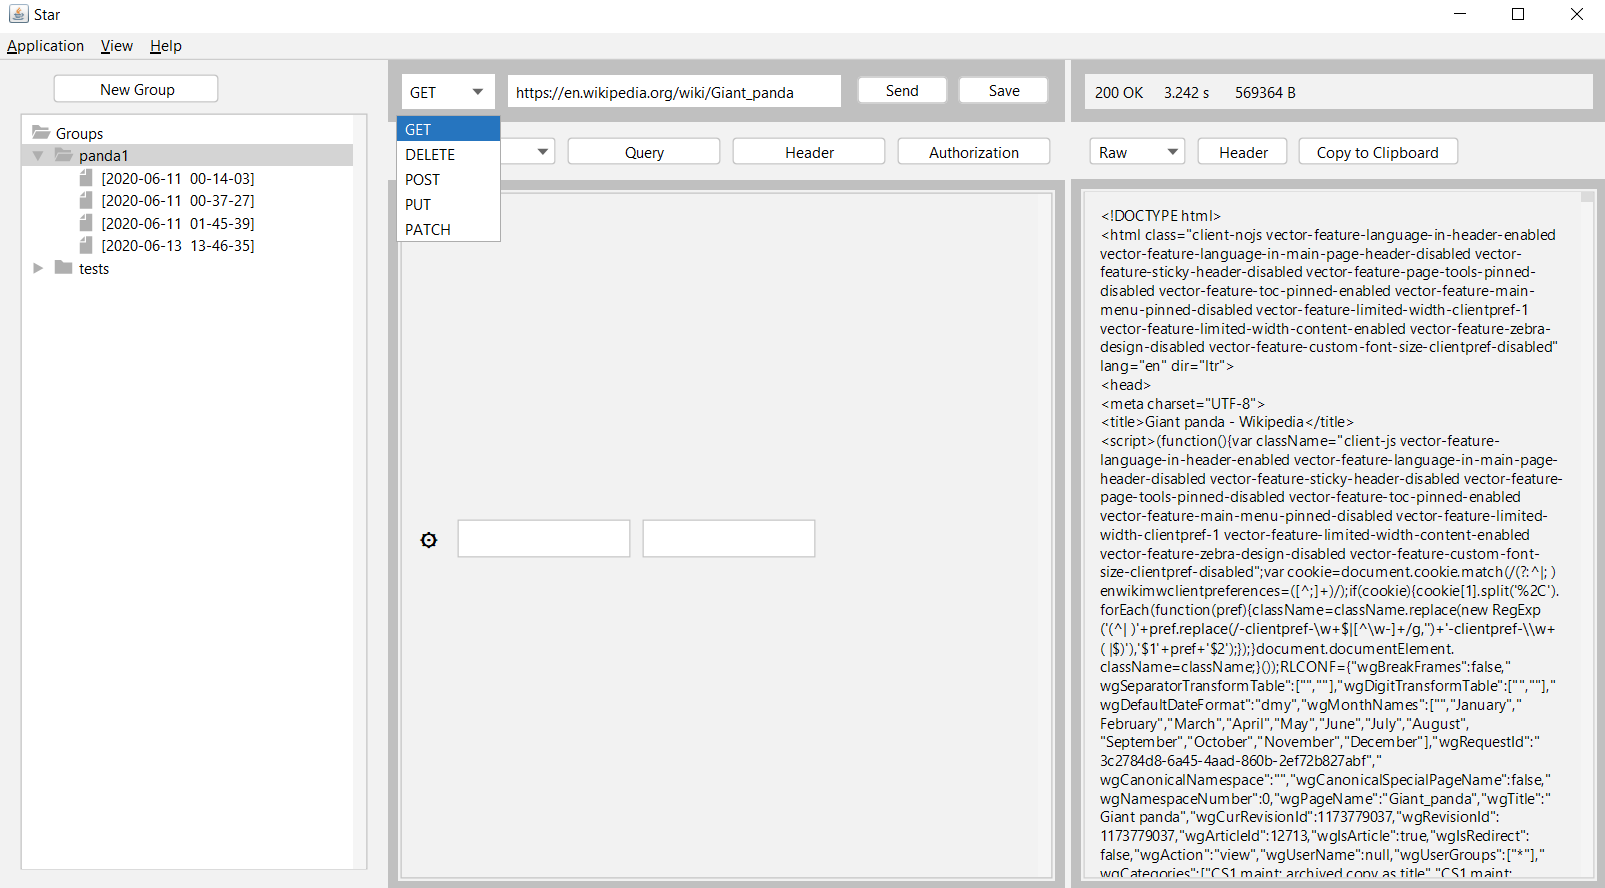 Star
Application View Help
New Group
Groups
panda1
[2020-06-11 00-14-03]
[2020-06-11 00-37-27]
[2020-06-11 01-45-39]
[2020-06-13 13-46-35]
tests
GET
https://en.wikipedia.org/wiki/Giant_panda
Send
Save
GET
DELETE
POST
PUT
PATCH
Query
Header
Authorization
200 OK 3.242 s 569364 B
Raw
Header
Copy to Clipboard
<!DOCTYPE html>
<html class="client-nojs vector-feature-language-in-header-enabled
vector-feature-language-in-main-page-header-disabled vector-
feature-sticky-header-disabled vector-feature-page-tools-pinned-
disabled vector-feature-toc-pinned-enabled vector-feature-main-
menu-pinned-disabled vector-feature-limited-width-clientpref-1
vector-feature-limited-width-content-enabled vector-feature-zebra-
design-disabled vector-feature-custom-font-size-clientpref-disabled"
lang="en" dir="ltr">
<head>
<meta charset="UTF-8">
<title>Giant panda - Wikipedia</title>
<script>(function(){var className="client-js vector-feature-
language-in-header-enabled vector-feature-language-in-main-page-
header-disabled vector-feature-sticky-header-disabled vector-feature-
page-tools-pinned-disabled vector-feature-toc-pinned-enabled
vector-feature-main-menu-pinned-disabled vector-feature-limited-
width-clientpref-1 vector-feature-limited-width-content-enabled
vector-feature-zebra-design-disabled vector-feature-custom-font-
size-clientpref-disabled";var cookie=document.cookie.match(/(?:^|; )
enwikimwclientpreferences=([^;]+)/);if(cookie){cookie[1].split('%2C').
forEach(function(pref){className=className.replace(new RegExp
('(^| )'+pref.replace(/-clientpref-\w+$|[^\w-]+/g,'')+'-clientpref-\\w+
( |$)'),'$1'+pref+'$2');});}document.documentElement.
className=className;}());RLCONF={"wgBreakFrames":false,"
wgSeparatorTransformTable":["",""],"wgDigitTransformTable":["",""],"
wgDefaultDateFormat":"dmy","wgMonthNames":["","January","
February","March","April","May","June","July","August",
"September","October","November","December"],"wgRequestId":"
3c2784d8-6a45-4aad-860b-2ef72b827abf","
wgCanonicalNamespace":"","wgCanonicalSpecialPageName":false,"
wgNamespaceNumber":0,"wgPageName":"Giant_panda","wgTitle":"
Giant panda","wgCurRevisionId":1173779037,"wgRevisionId":
1173779037,"wgArticleId":12713,"wgIsArticle":true,"wgIsRedirect":
false,"wgAction":"view","wgUserName":null,"wgUserGroups":["*"],"
wgCategories":["CS1 maint: archived copy as title","CS1 maint: